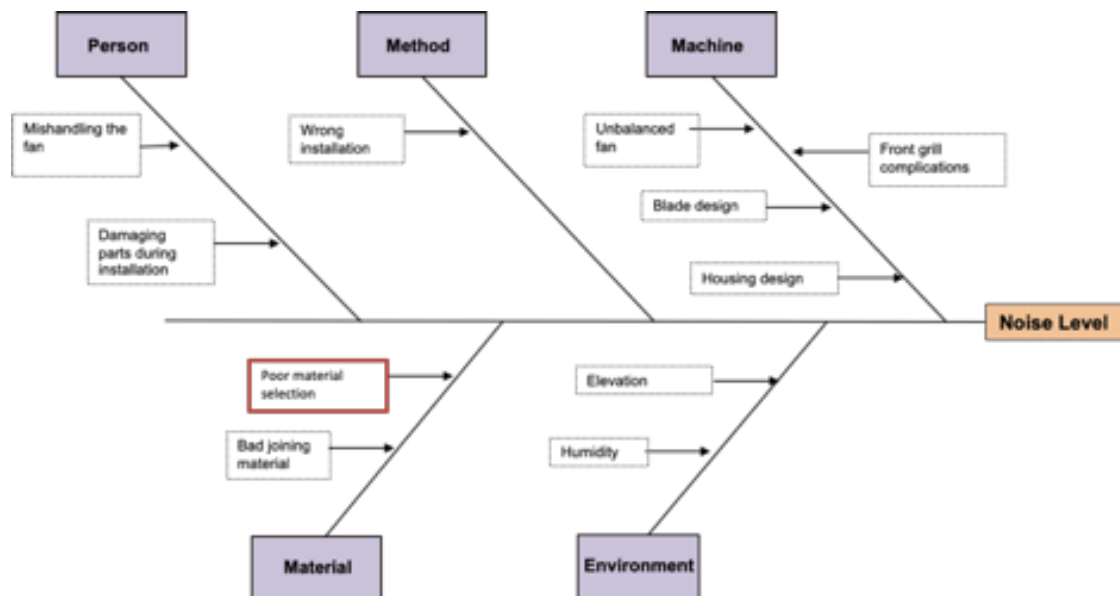 Person
Method
Machine
Mishandling the
fan
Wrong
installation
Unbalanced
fan
Front grill
complications
Blade design
Damaging
parts during
installation
Housing design
Noise Level
Poor material
selection
Elevation
Bad joining
material
Humidity
Material
Environment